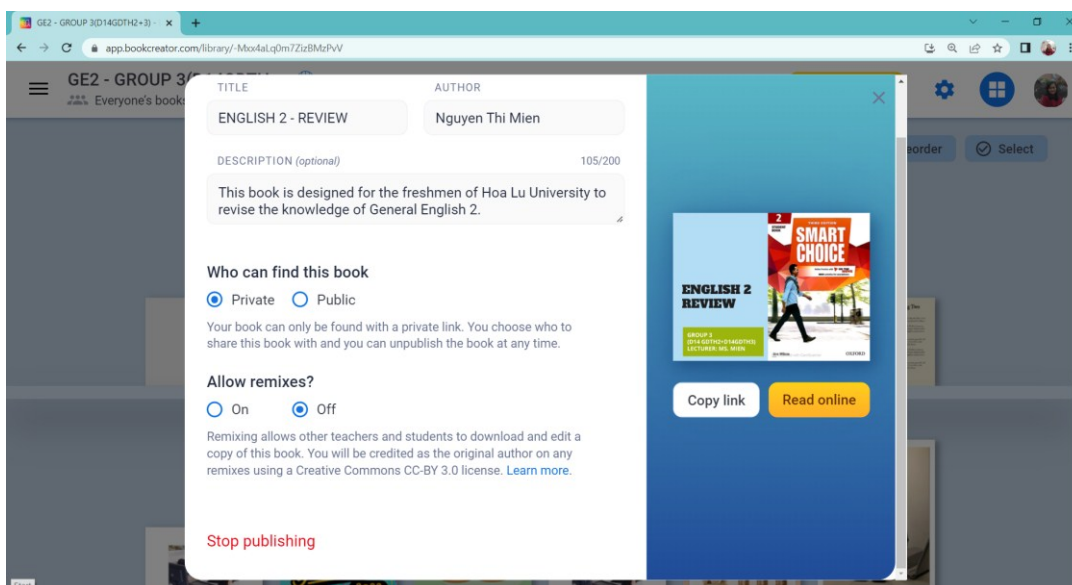 GE2 - GROUP 3(D14GDTH2+3) -
app.bookcreator.com/library/-Mxx4aLq0m7ZizBMzPvV
GE2 - GROUP 3(
Everyone's books
eorder
Select
TITLE
AUTHOR
ENGLISH 2 - REVIEW
Nguyen Thi Mien
DESCRIPTION (optional)
105/200
This book is designed for the freshmen of Hoa Lu University to
revise the knowledge of General English 2.
Who can find this book
Private
Public
Your book can only be found with a private link. You choose who to
share this book with and you can unpublish the book at any time.
Allow remixes?
On
Off
Remixing allows other teachers and students to download and edit a
copy of this book. You will be credited as the original author on any
remixes using a Creative Commons CC-BY 3.0 license. Learn more.
Stop publishing
ENGLISH 2
REVIEW
GROUP 3
(D14 GDTH2+D14GDTH3)
LECTURER: MS. MIEN
2
THIRD EDITION
SMART
CHOICE
OXFORD
Copy link
Read online